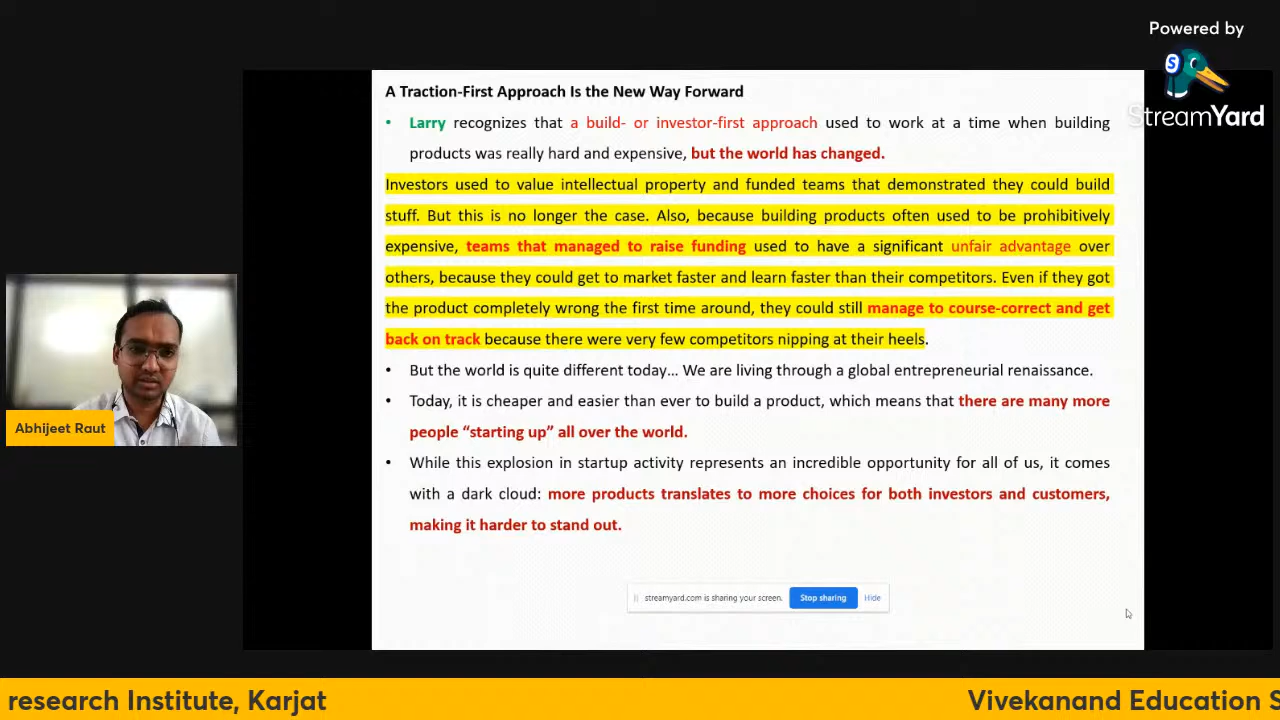 Powered by
S
StreamYard
A Traction-First Approach Is the New Way Forward
• Larry recognizes that a build- or investor-first approach used to work at a time when building
products was really hard and expensive, but the world has changed.
Investors used to value intellectual property and funded teams that demonstrated they could build
stuff. But this is no longer the case. Also, because building products often used to be prohibitively
expensive, teams that managed to raise funding used to have a significant unfair advantage over
others, because they could get to market faster and learn faster than their competitors. Even if they got
the product completely wrong the first time around, they could still manage to course-correct and get
back on track because there were very few competitors nipping at their heels.
• But the world is quite different today… We are living through a global entrepreneurial renaissance.
• Today, it is cheaper and easier than ever to build a product, which means that there are many more
people “starting up” all over the world.
• While this explosion in startup activity represents an incredible opportunity for all of us, it comes
with a dark cloud: more products translates to more choices for both investors and customers,
making it harder to stand out.
Abhijeet Raut
streamyard.com is sharing your screen. Stop sharing Hide
research Institute, Karjat Vivekanand Education S